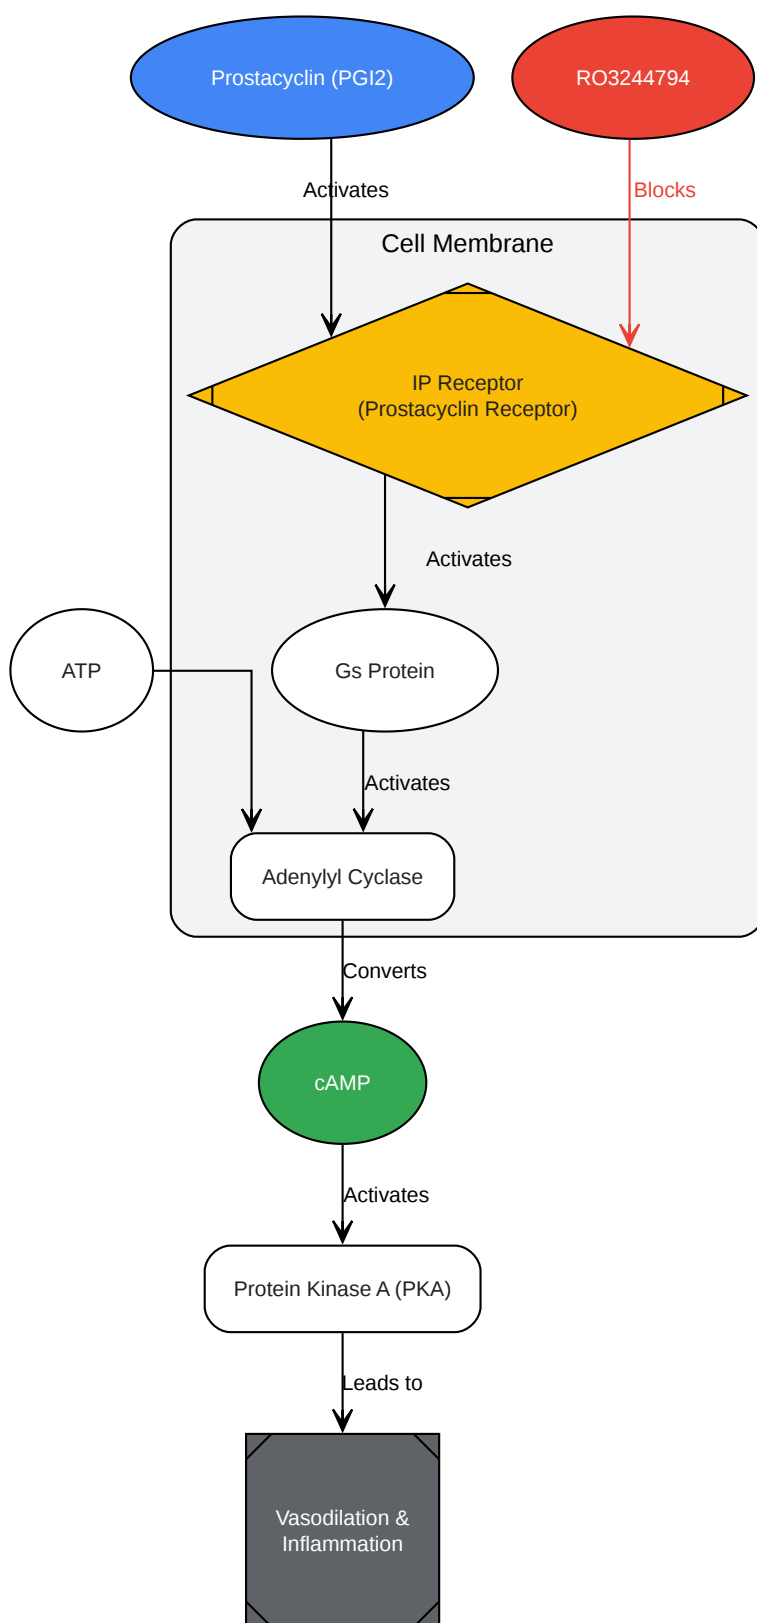 Prostacyclin (PGI2)
RO3244794
Activates
Blocks
Cell Membrane
IP Receptor
(Prostacyclin Receptor)
Activates
ATP
Gs Protein
Activates
Adenylyl Cyclase
Converts
cAMP
Activates
Protein Kinase A (PKA)
Leads to
Vasodilation &
Inflammation